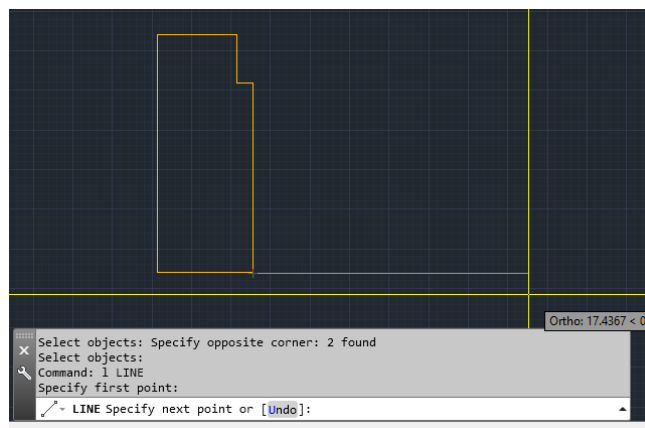 Ortho: 17.4367 < 0
Select objects: Specify opposite corner: 2 found
Select objects:
Command: l LINE
Specify first point:
LINE Specify next point or [Undo]: